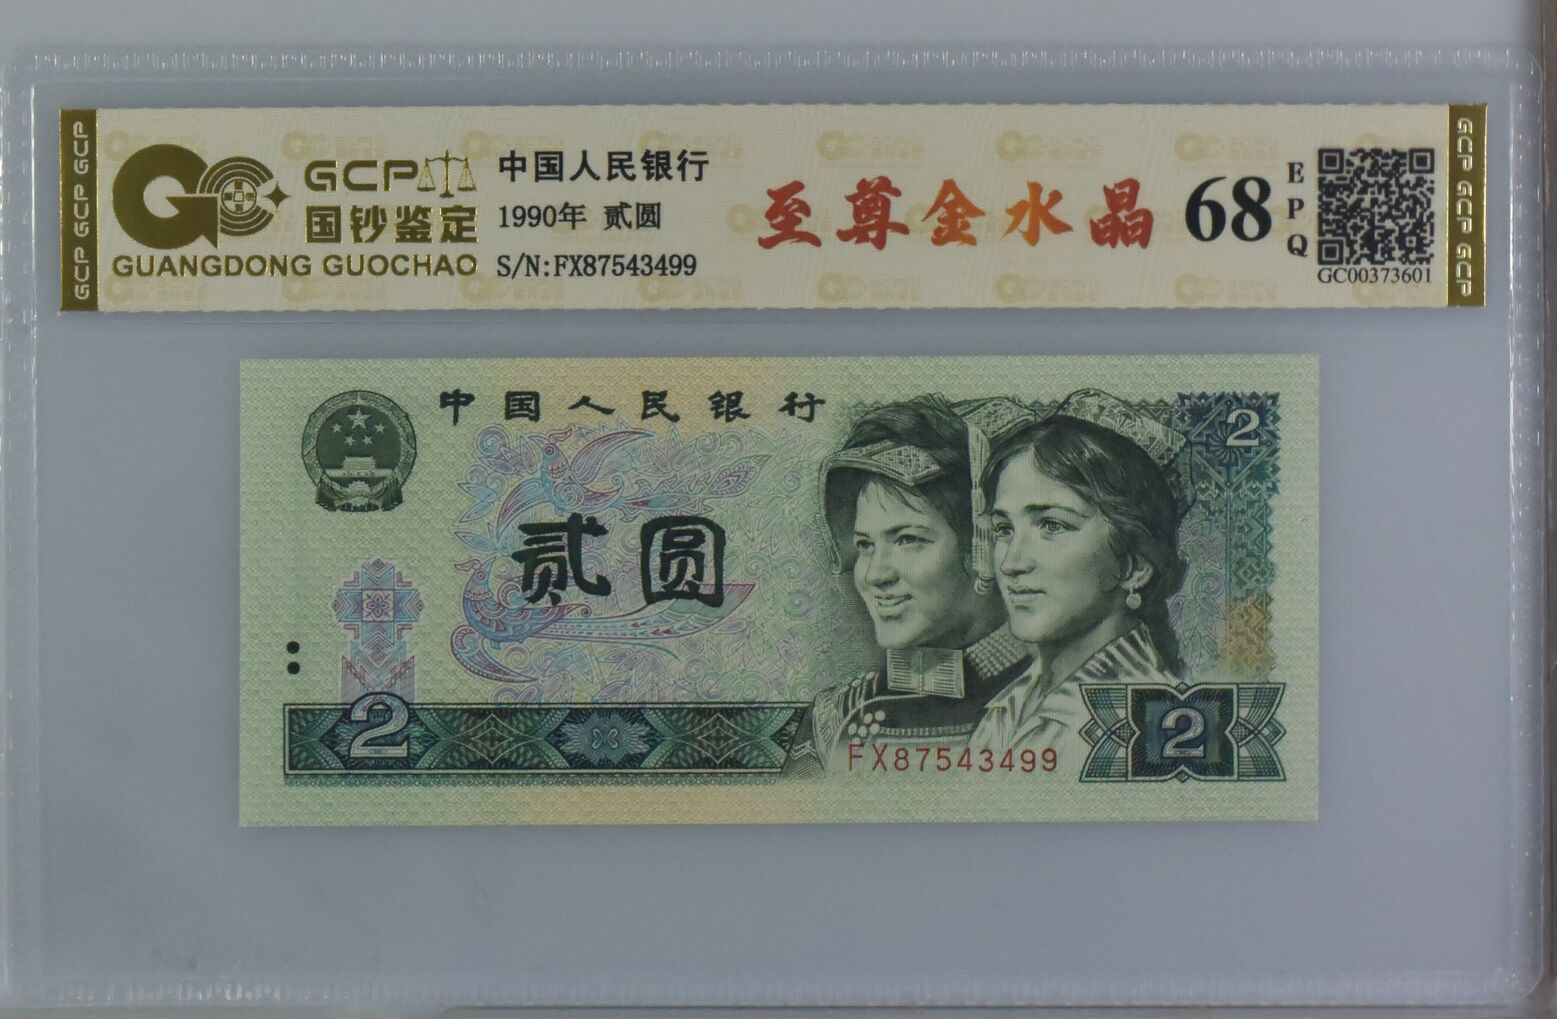 GCP GCP GCP
GCP
国钞鉴定
GUANGDONG GUOCHAO
中国人民银行
1990年 贰圆
S/N:FX87543499
至尊金水晶
68
EPQ
GC00373601
GCP GCP GCP
中国人民银行
2
贰圆
2
FX87543499
2